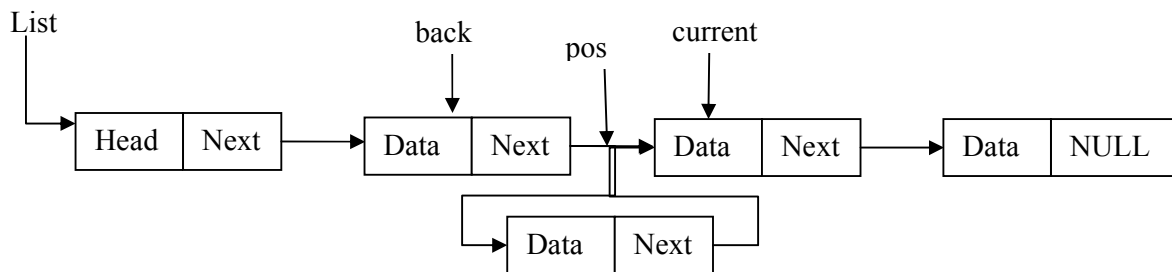 List
back
pos
current
Head Next
Data Next
Data Next
Data NULL
Data Next